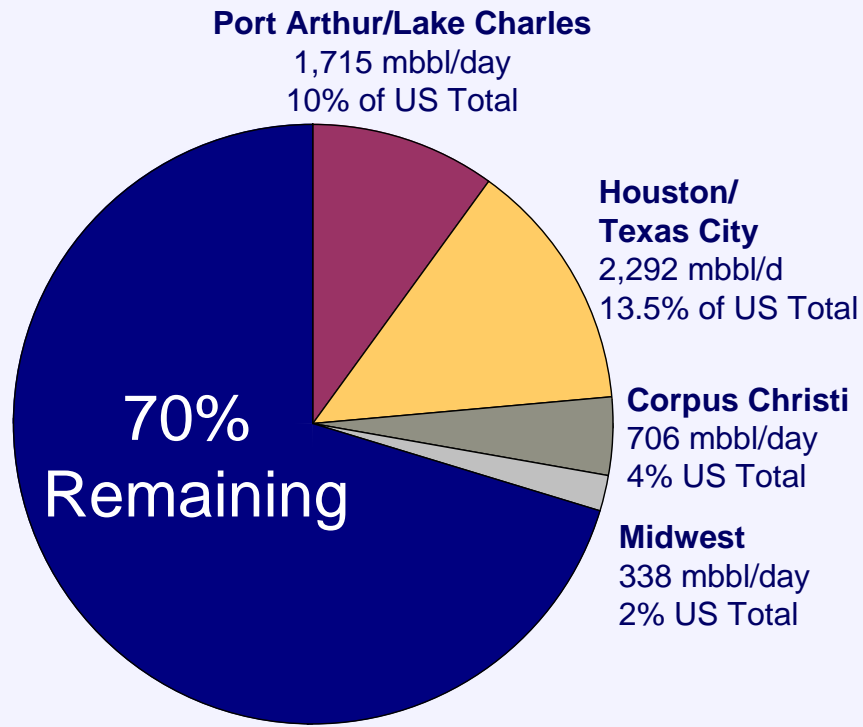 Port Arthur/Lake Charles
1,715 mbbl/day
10% of US Total
Houston/
Texas City
2,292 mbbl/d
13.5% of US Total
Corpus Christi
706 mbbl/day
4% US Total
Midwest
338 mbbl/day
2% US Total
70%
Remaining